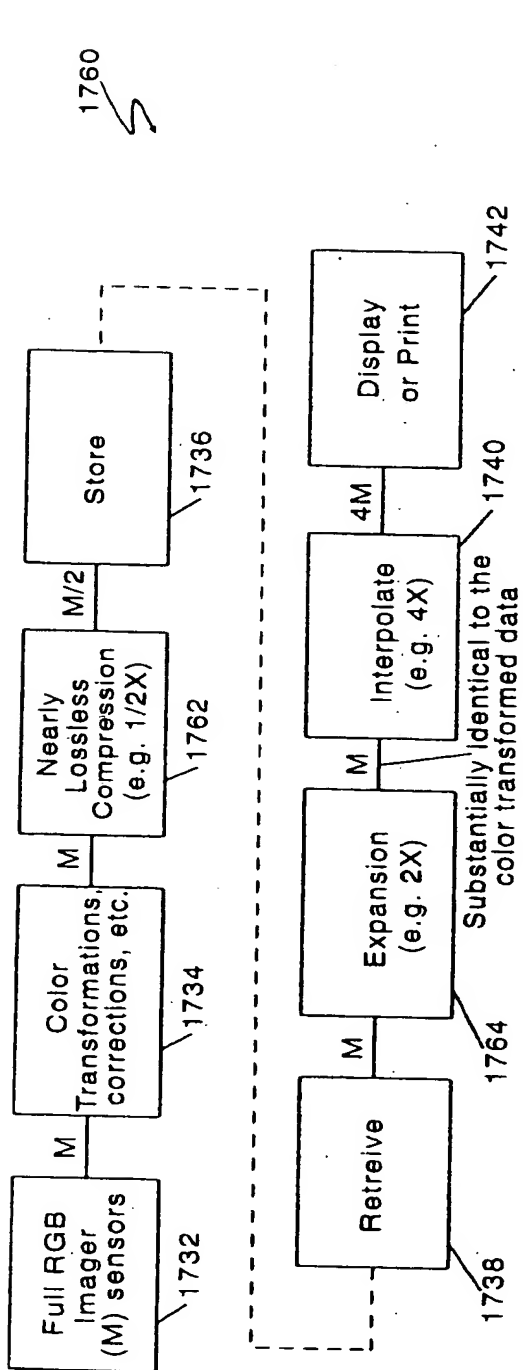 1760
Full RGB
Imager
(M) sensors
1732
M
Color
Transformations,
corrections, etc.
1734
M
Nearly
Lossless
Compression
(e.g. 1/2X)
1762
M/2
Store
1736
Retreive
1738
M
Expansion
(e.g. 2X)
1764
M
Substantially identical to the
color transformed data
Interpolate
(e.g. 4X)
1740
4M
Display
or Print
1742